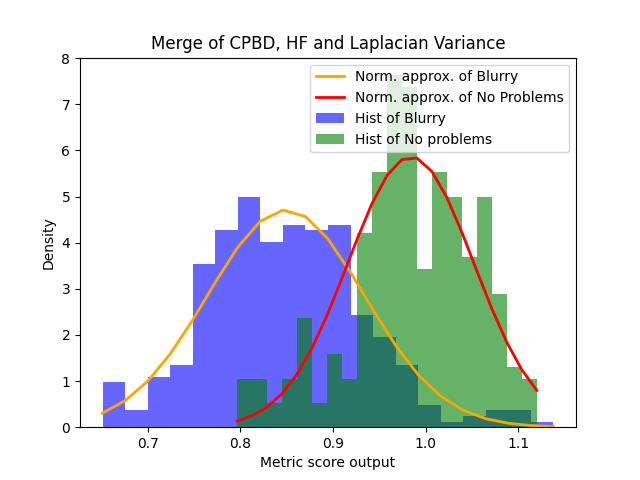 Merge of CPBD, HF and Laplacian Variance
Norm. approx. of Blurry
Norm. approx. of No Problems
Hist of Blurry
Hist of No problems
Density
8
7
6
5
4
3
2
1
0
0.7 0.8 0.9 1.0 1.1
Metric score output